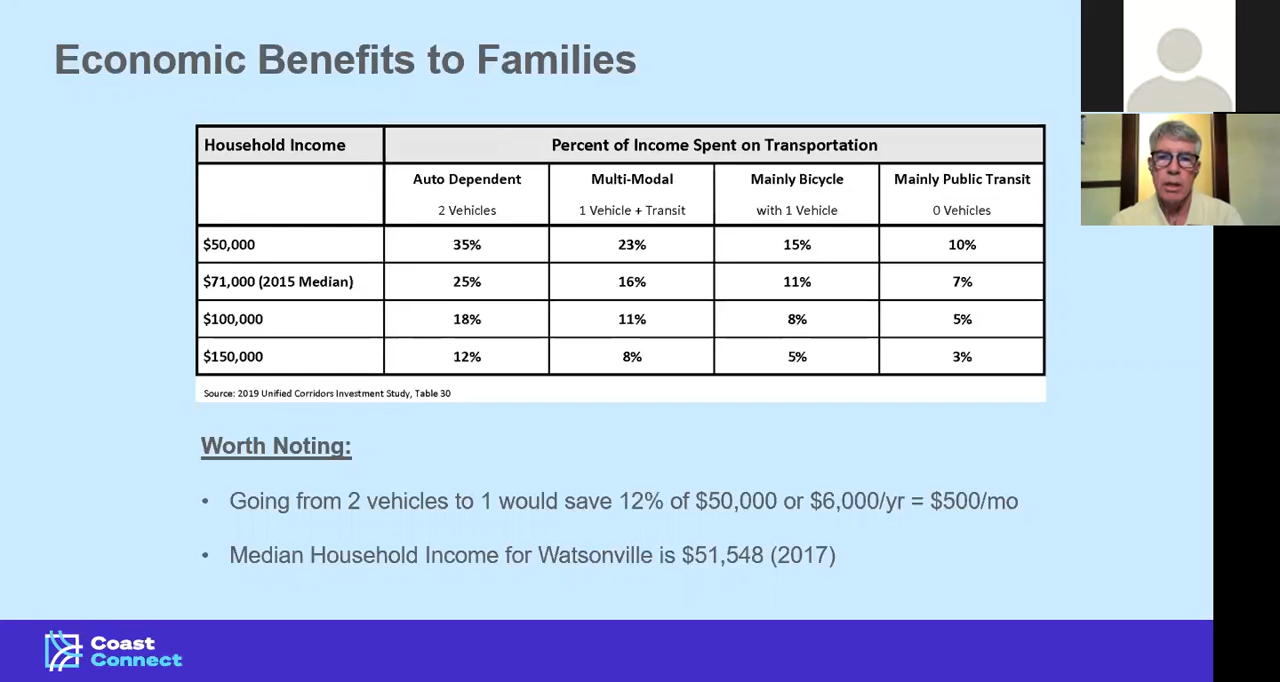 Economic Benefits to Families
Household Income Percent of Income Spent on Transportation
Auto Dependent Multi-Modal Mainly Bicycle Mainly Public Transit
2 Vehicles 1 Vehicle + Transit with 1 Vehicle 0 Vehicles
$50,000 35% 23% 15% 10%
$71,000 (2015 Median) 25% 16% 11% 7%
$100,000 18% 11% 8% 5%
$150,000 12% 8% 5% 3%
Source: 2019 Unified Corridors Investment Study, Table 30
Worth Noting:
• Going from 2 vehicles to 1 would save 12% of $50,000 or $6,000/yr = $500/mo
• Median Household Income for Watsonville is $51,548 (2017)
Coast
Connect